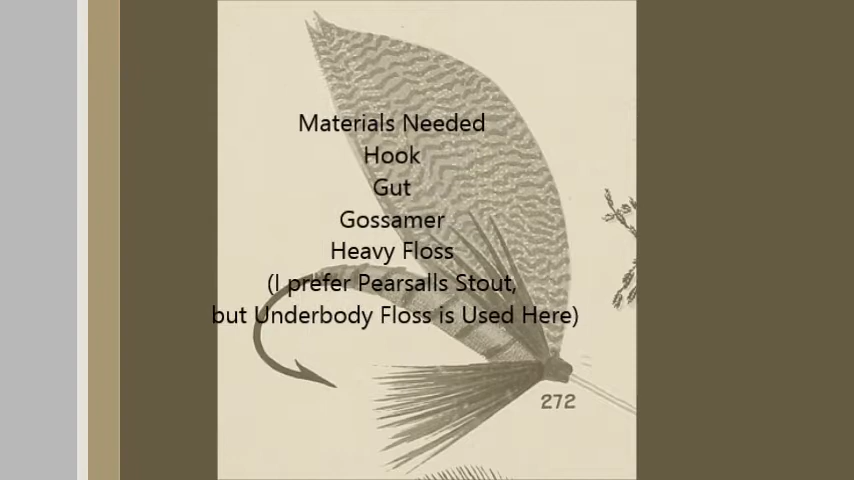 Materials Needed
Hook
Gut
Gossamer
Heavy Floss
(I prefer Pearsalls Stout,
but Underbody Floss is Used Here)
272